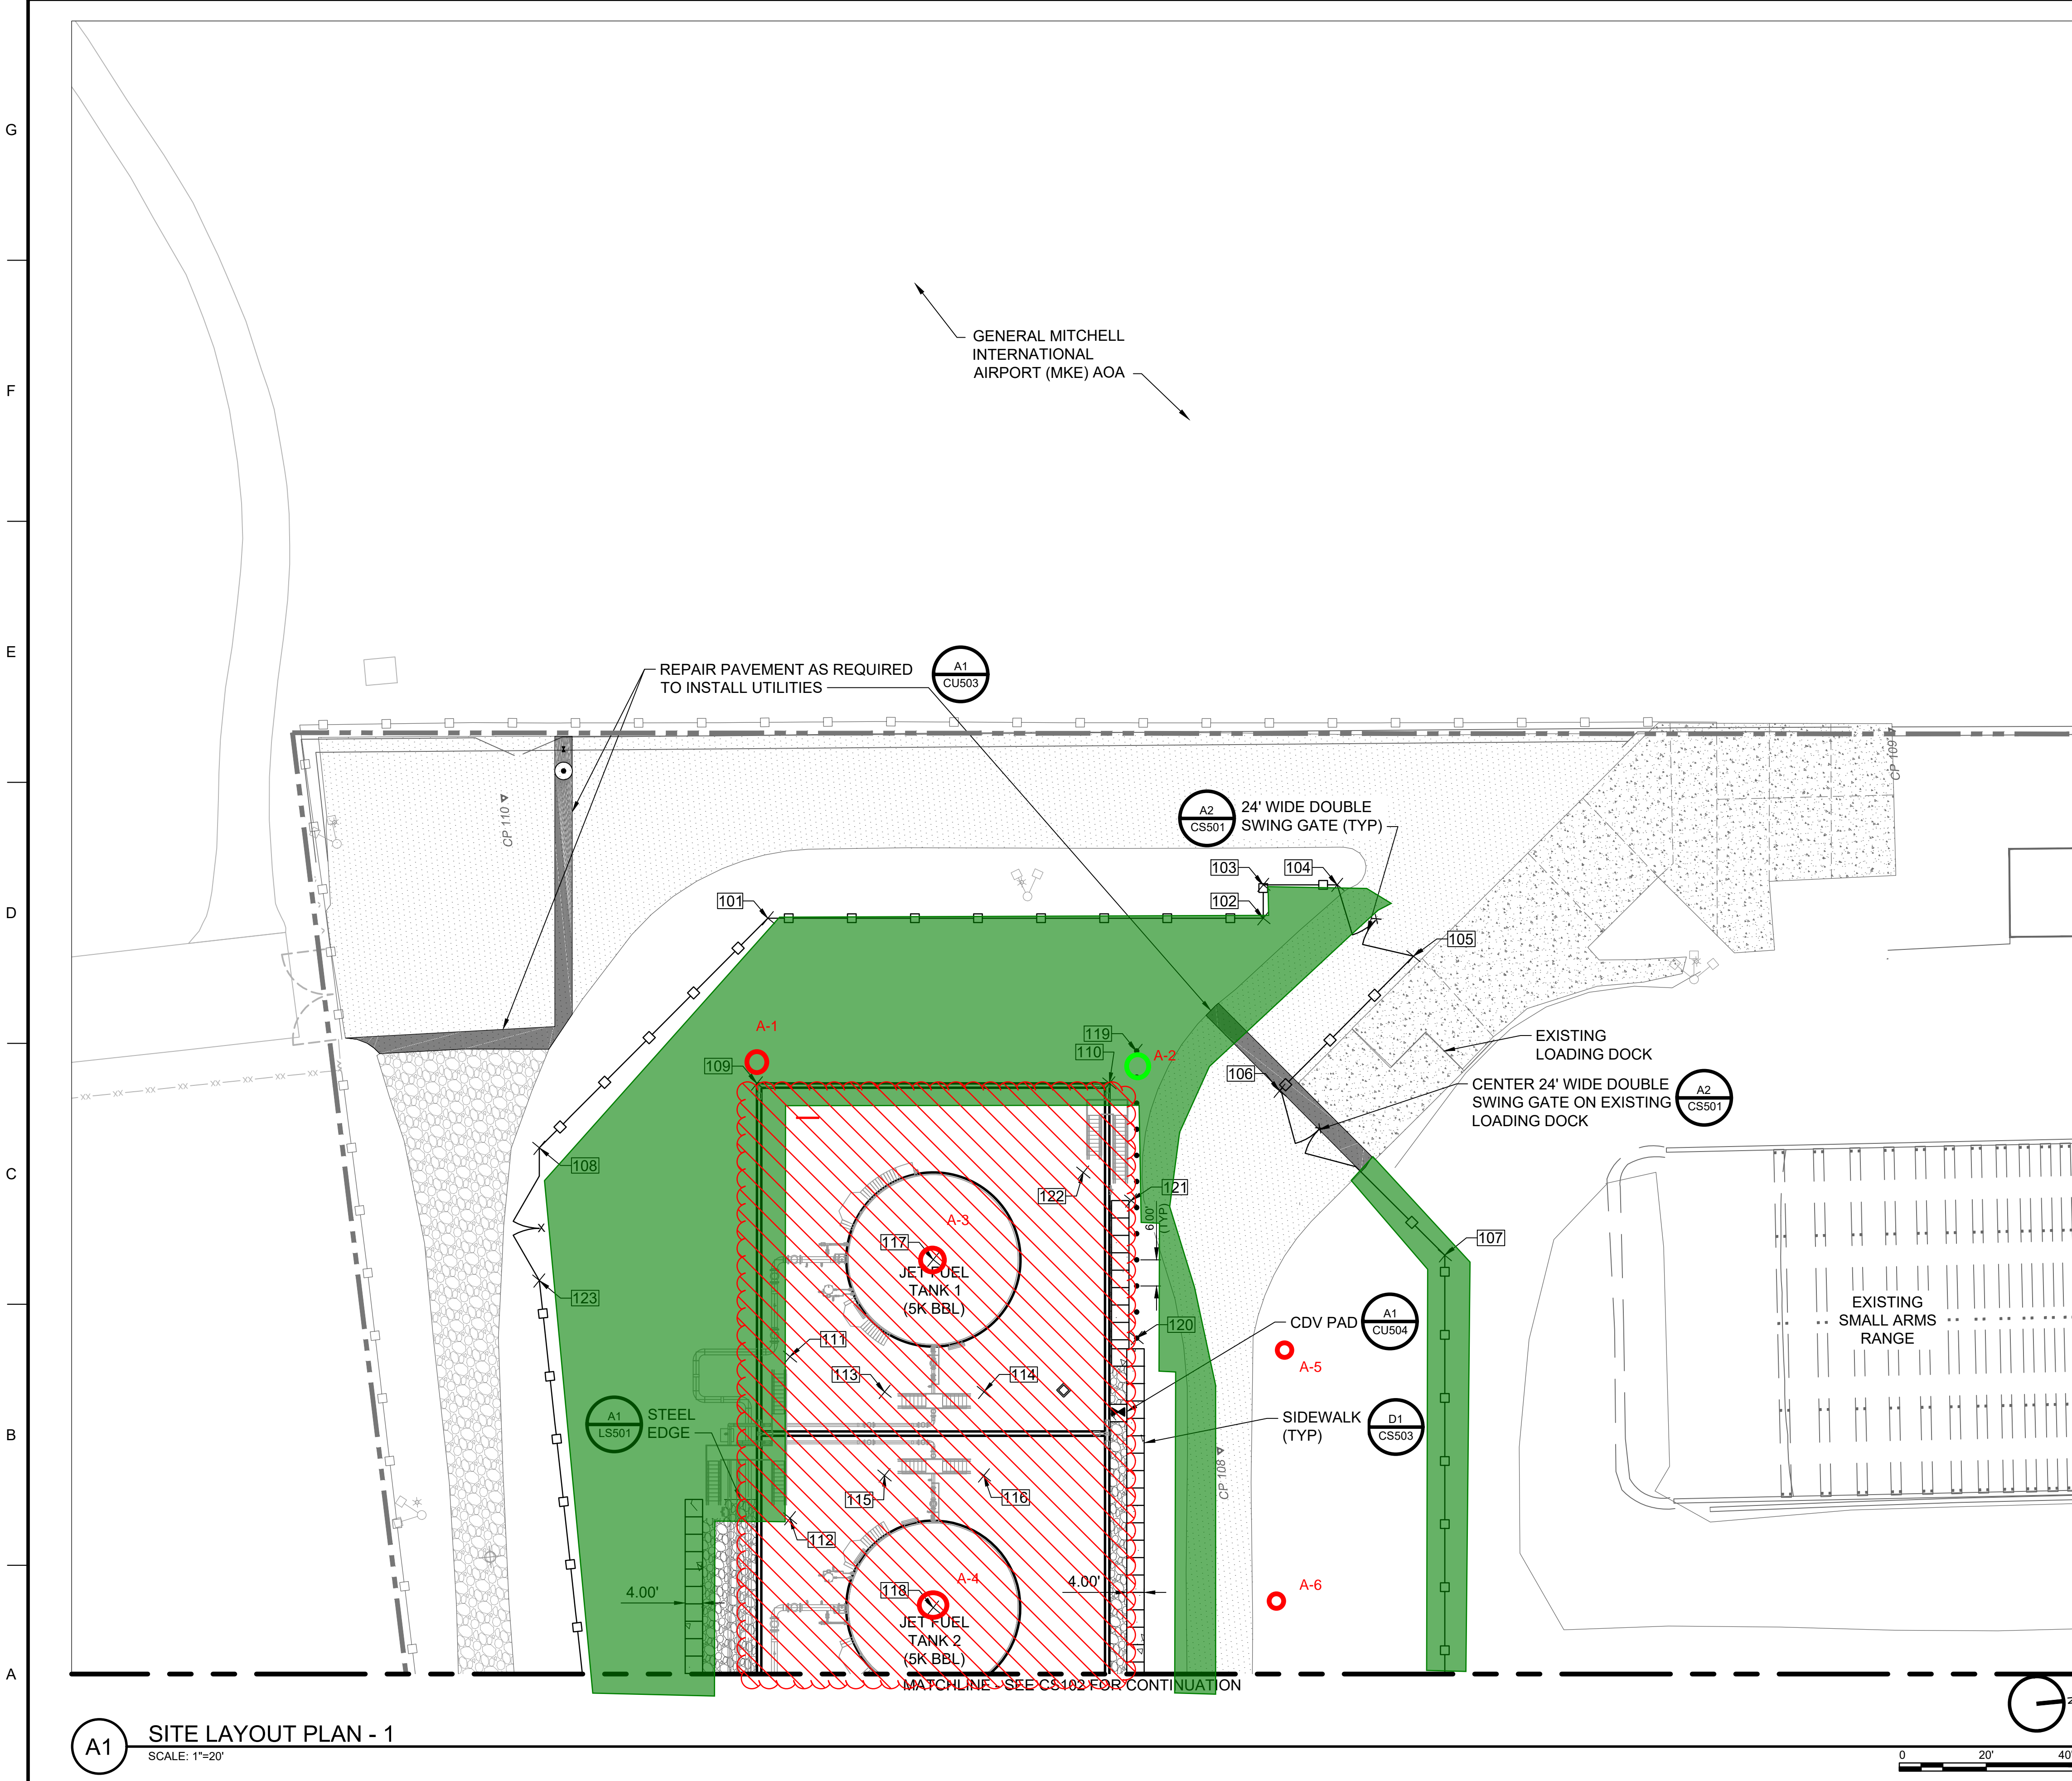 G
F
E
D
C
B
A
GENERAL MITCHELL
INTERNATIONAL
AIRPORT (MKE) AOA
REPAIR PAVEMENT AS REQUIRED
TO INSTALL UTILITIES
A1
CU503
CP 109
CP 110
A2
CS501
24' WIDE DOUBLE
SWING GATE (TYP)
103
104
101
102
105
A-1
119
110
A-2
109
106
EXISTING
LOADING DOCK
CENTER 24' WIDE DOUBLE
SWING GATE ON EXISTING
LOADING DOCK
A2
CS501
XX XX XX XX XX XX
108
122
121
6.00'
(TYP)
A-3
117
JET FUEL
TANK 1
(5K BBL)
107
123
111
120
CDV PAD
A1
CU504
EXISTING
SMALL ARMS
RANGE
113
114
A-5
A1
LS501
STEEL
EDGE
SIDEWALK
(TYP)
D1
CS503
CP 108
115
116
112
4.00'
A-4
118
4.00'
A-6
JET FUEL
TANK 2
(5K BBL)
MATCHLINE - SEE CS102 FOR CONTINUATION
A1
SITE LAYOUT PLAN - 1
SCALE: 1"=20'
0 20' 40'